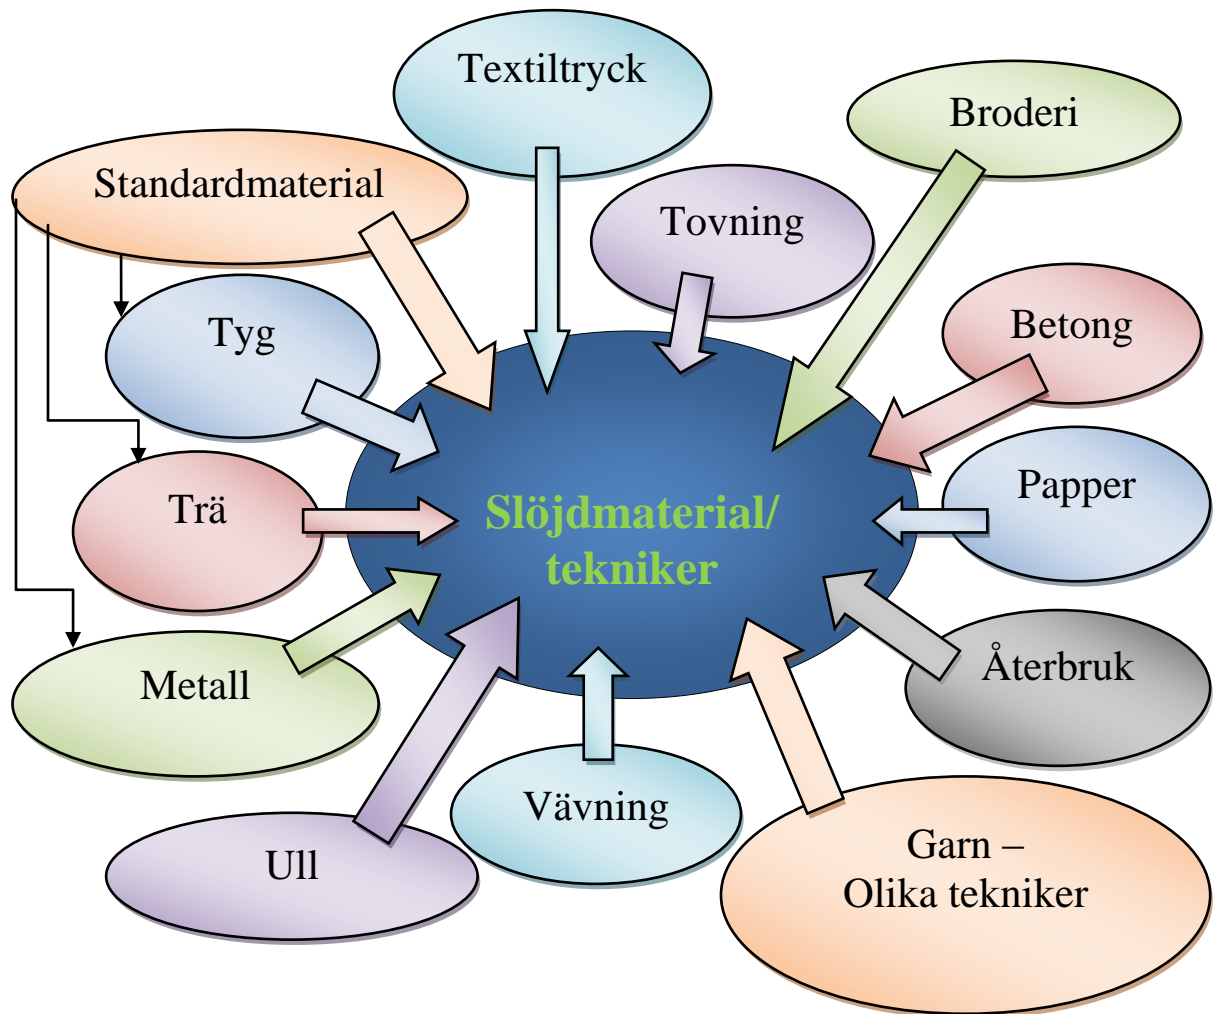 Textiltryck
Broderi
Standardmaterial
Tovning
Tyg
Betong
Trä
Papper
Slöjdmaterial/
tekniker
Metall
Återbruk
Ull
Vävning
Garn –
Olika tekniker